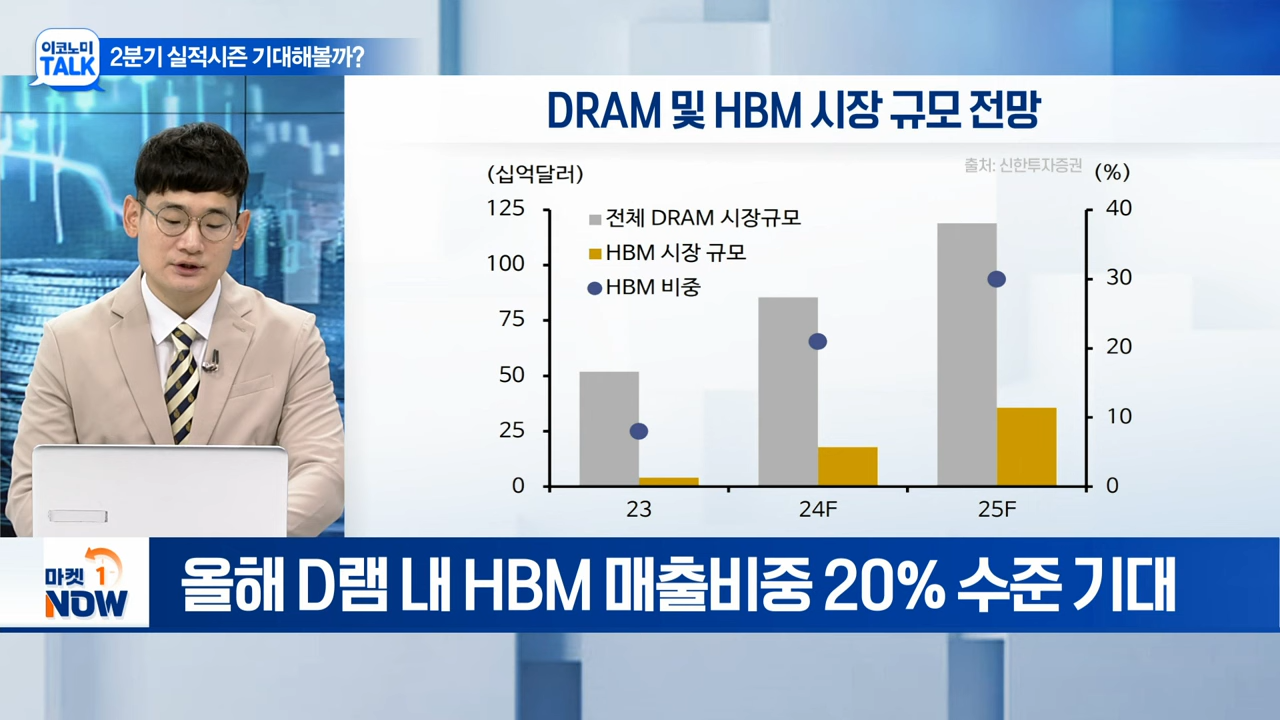 이코노미
TALK
2분기 실적시즌 기대해볼까?
DRAM 및 HBM 시장 규모 전망
출처: 신한투자증권
(십억달러)
(%)
전체 DRAM 시장규모
HBM 시장 규모
HBM 비중
125
100
75
50
25
0
40
30
20
10
0
23
24F
25F
마켓 1
NOW
올해 D램 내 HBM 매출비중 20% 수준 기대